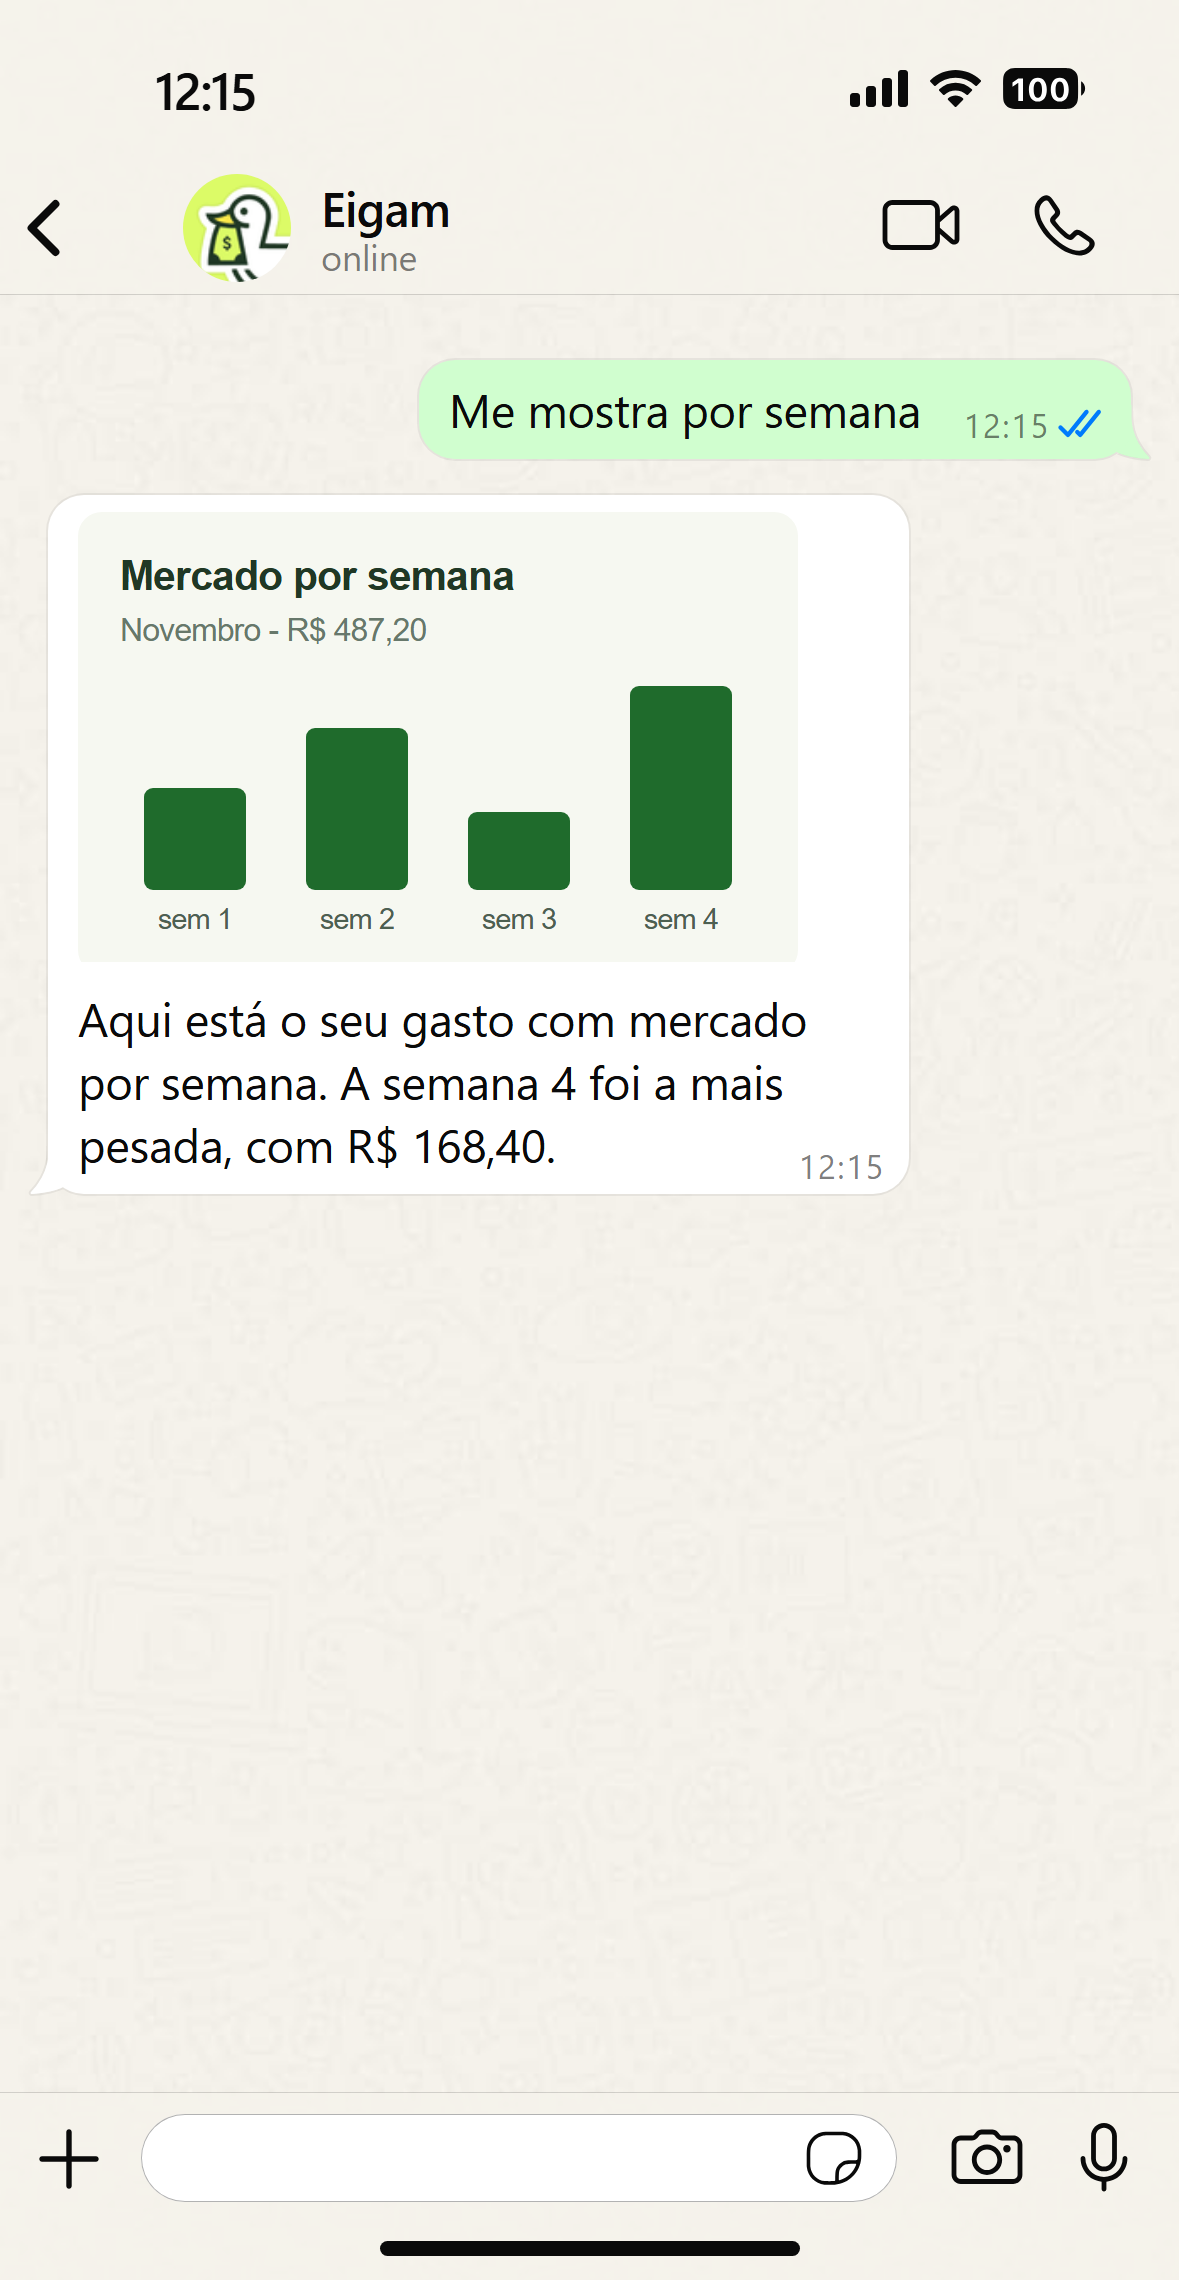 12:15
100
Eigam
online
$
Me mostra por semana
12:15
Mercado por semana
Novembro - R$ 487,20
sem 1 sem 2 sem 3 sem 4
Aqui está o seu gasto com mercado
por semana. A semana 4 foi a mais
pesada, com R$ 168,40.
12:15